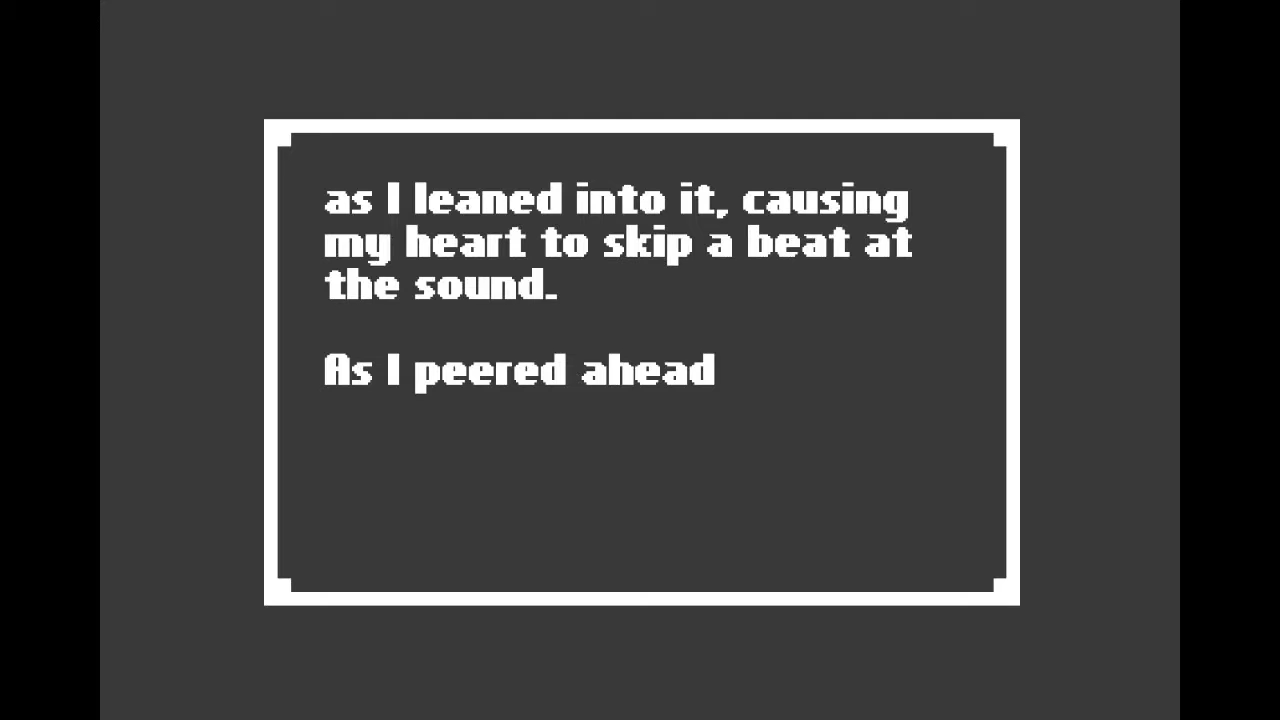 as I leaned into it, causing
my heart to skip a beat at
the sound.
As I peered ahead